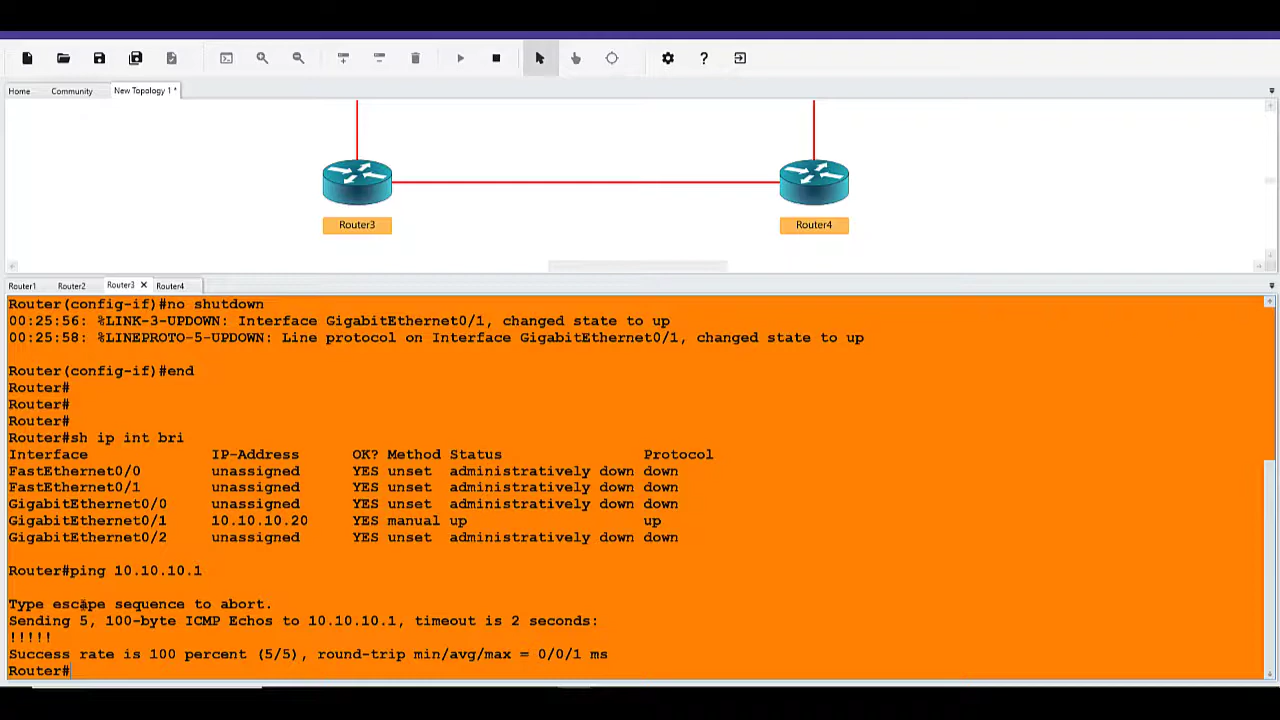 Home Community New Topology 1 *
Router3 Router4
Router1 Router2 Router3 Router4
Router(config-if)#no shutdown
00:25:56: %LINK-3-UPDOWN: Interface GigabitEthernet0/1, changed state to up
00:25:58: %LINEPROTO-5-UPDOWN: Line protocol on Interface GigabitEthernet0/1, changed state to up
Router(config-if)#end
Router#
Router#
Router#
Router#sh ip int bri
Interface IP-Address OK? Method Status Protocol
FastEthernet0/0 unassigned YES unset administratively down down
FastEthernet0/1 unassigned YES unset administratively down down
GigabitEthernet0/0 unassigned YES unset administratively down down
GigabitEthernet0/1 10.10.10.20 YES manual up up
GigabitEthernet0/2 unassigned YES unset administratively down down
Router#ping 10.10.10.1
Type escape sequence to abort.
Sending 5, 100-byte ICMP Echos to 10.10.10.1, timeout is 2 seconds:
!!!!!
Success rate is 100 percent (5/5), round-trip min/avg/max = 0/0/1 ms
Router#